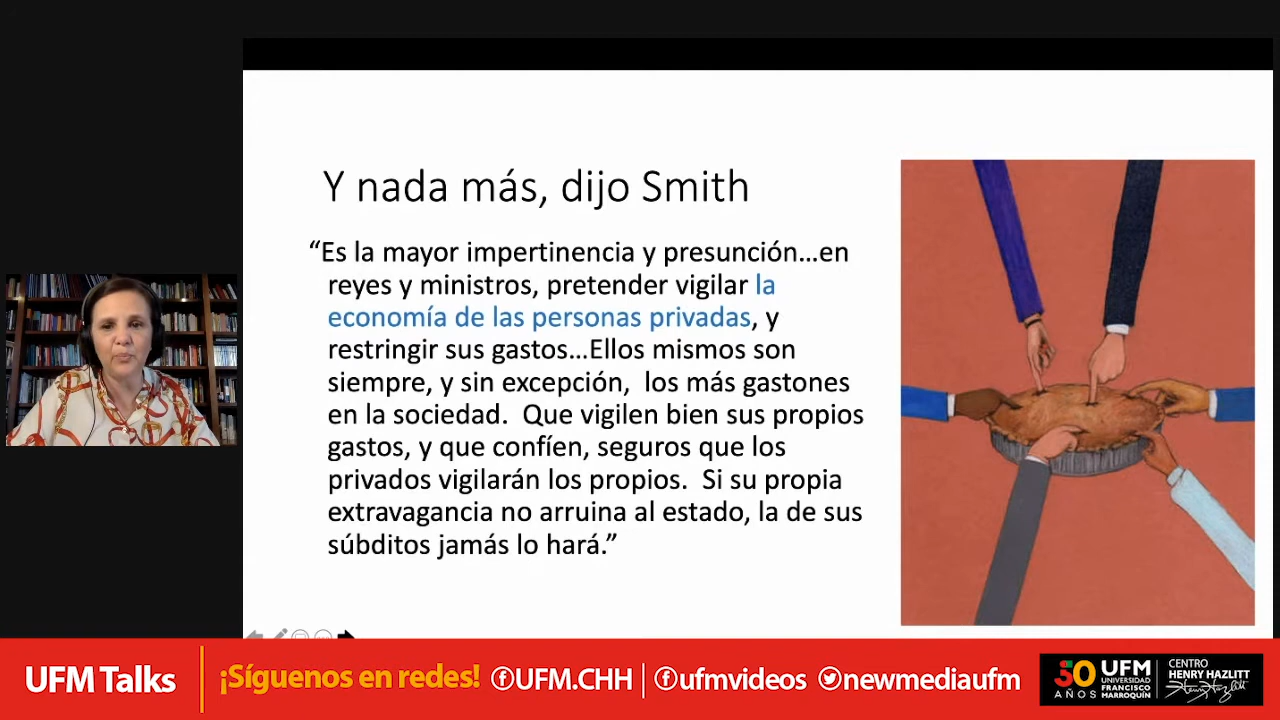 Y nada más, dijo Smith
“Es la mayor impertinencia y presunción...en
reyes y ministros, pretender vigilar la
economía de las personas privadas, y
restringir sus gastos...Ellos mismos son
siempre, y sin excepción, los más gastones
en la sociedad. Que vigilen bien sus propios
gastos, y que confíen, seguros que los
privados vigilarán los propios. Si su propia
extravagancia no arruina al estado, la de sus
súbditos jamás lo hará.”
UFM Talks
¡Síguenos en redes! UFM.CHH | ufmvideos newmediaufm
50 AÑOS
UFM
UNIVERSIDAD
FRANCISCO
MARROQUÍN
CENTRO
HENRY HAZLITT
Henry Hazlitt